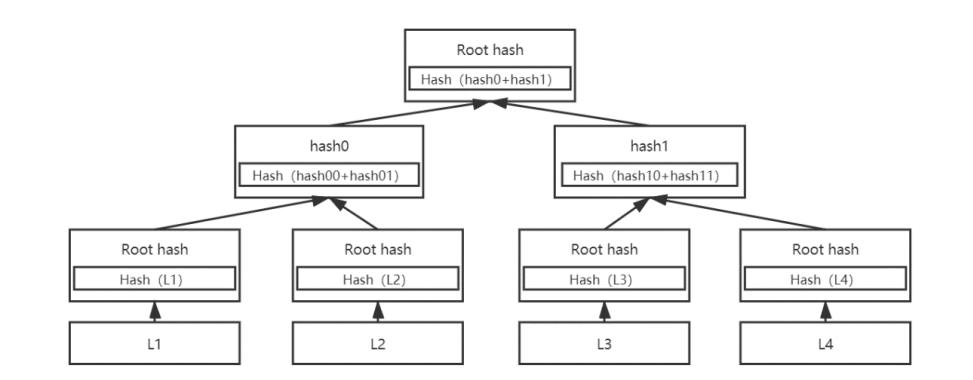 Root hash
Hash (hash0+hash1)
hash0
Hash (hash00+hash01)
hash1
Hash (hash10+hash11)
Root hash
Hash (L1)
Root hash
Hash (L2)
Root hash
Hash (L3)
Root hash
Hash (L4)
L1
L2
L3
L4